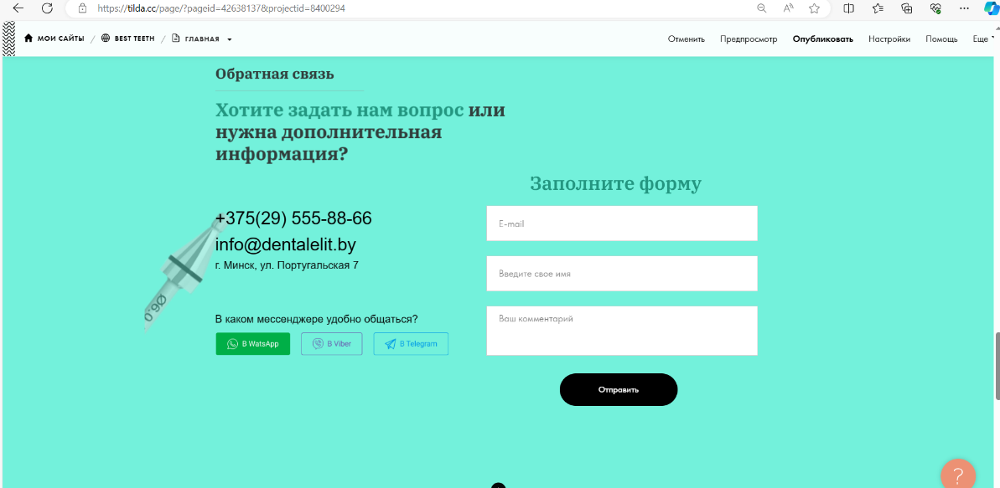 https://tilda.cc/page/?pageid=42638137&projectid=8400294
МОИ САЙТЫ / BEST TEETH / ГЛАВНАЯ
Отменить Предпросмотр Опубликовать Настройки Помощь Еще
Обратная связь
Хотите задать нам вопрос или
нужна дополнительная
информация?
Заполните форму
+375(29) 555-88-66
info@dentalelit.by
г. Минск, ул. Португальская 7
Ø6,0
E-mail
Введите свое имя
Ваш комментарий
В каком мессенджере удобно общаться?
В WatsApp
В Viber
В Telegram
Отправить
?